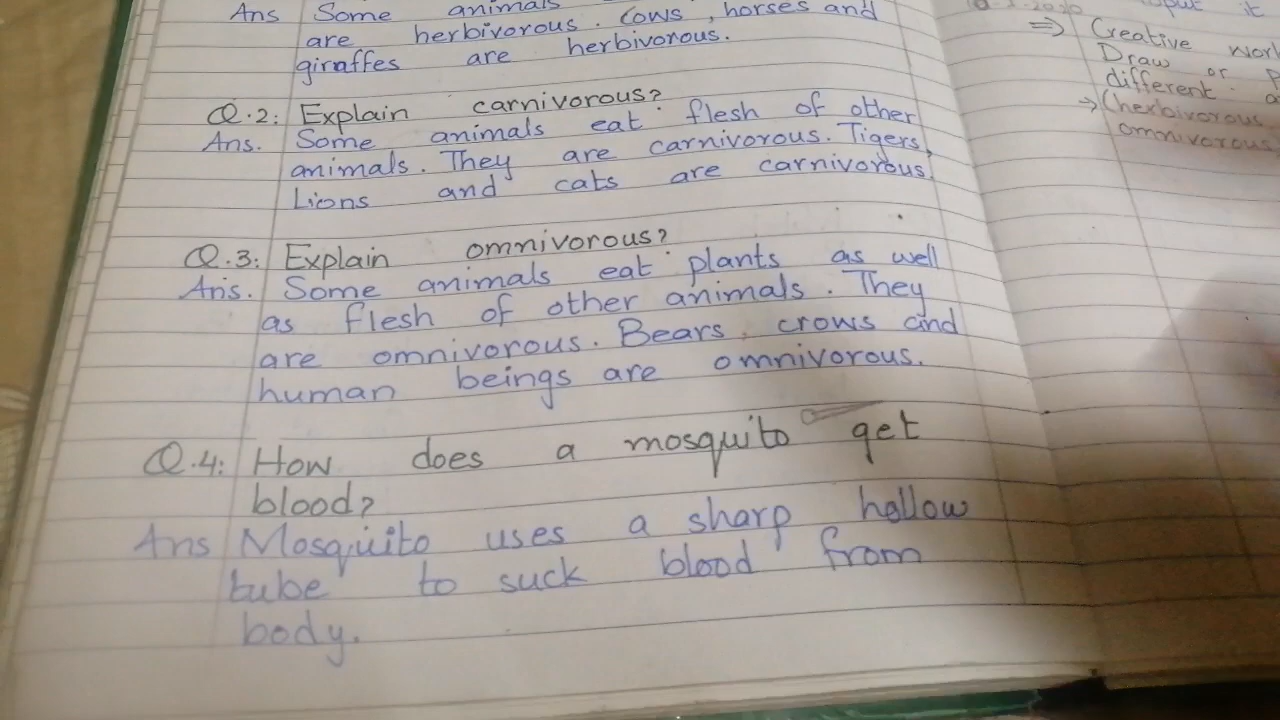 Ans Some animals
are herbivorous. Cows, horses and
giraffes are herbivorous.
Q.2: Explain carnivorous?
Ans. Some animals eat flesh of other
animals. They are carnivorous. Tigers,
Lions and cats are carnivorous
Q.3: Explain omnivorous?
Ans. Some animals eat plants as well
as flesh of other animals. They
are omnivorous. Bears, crows and
human beings are omnivorous.
Q.4: How does a mosquito get
blood?
Ans Mosquito uses a sharp hollow
tube to suck blood from
body.
it
⇒ Creative work
Draw or
different
→ (herbivorous
omnivorous